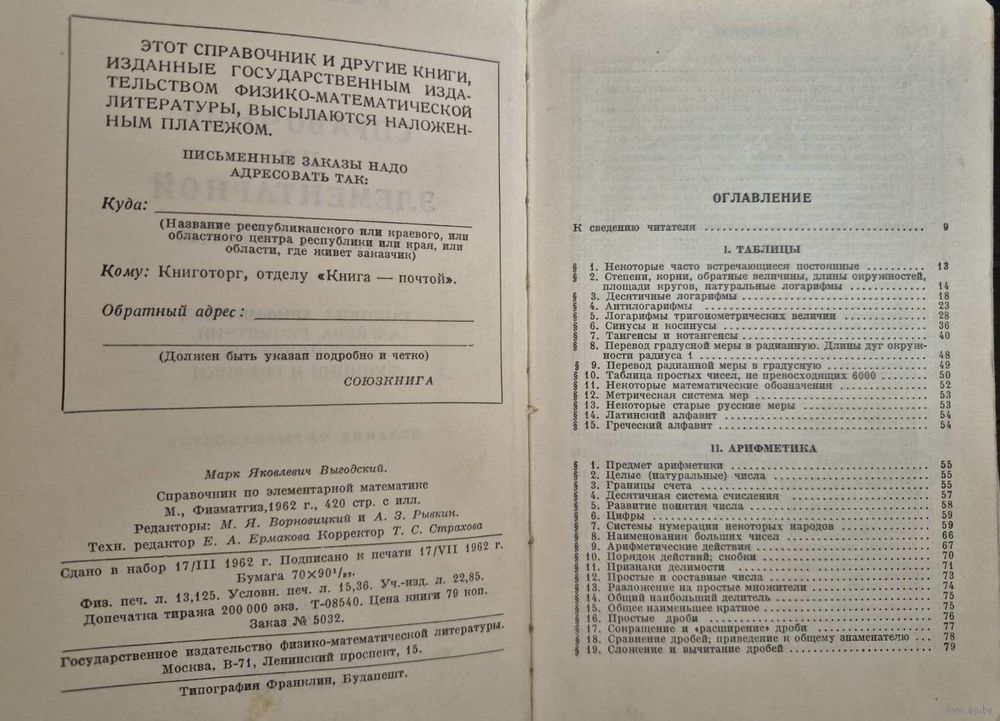 ЭТОТ СПРАВОЧНИК И ДРУГИЕ КНИГИ,
ИЗДАННЫЕ ГОСУДАРСТВЕННЫМ ИЗДА-
ТЕЛЬСТВОМ ФИЗИКО-МАТЕМАТИЧЕСКОЙ
ЛИТЕРАТУРЫ, ВЫСЫЛАЮТСЯ НАЛОЖЕН-
НЫМ ПЛАТЕЖОМ.
ПИСЬМЕННЫЕ ЗАКАЗЫ НАДО
АДРЕСОВАТЬ ТАК:
Куда:
(Название республиканского или краевого, или
областного центра республики или края, или
области, где живет заказчик)
Кому: Книготорг, отделу «Книга — почтой».
Обратный адрес:
(Должен быть указан подробно и четко)
СОЮЗКНИГА
Марк Яковлевич Выгодский.
Справочник по элементарной математике
М., Физматгиз, 1962 г., 420 стр. с илл.
Редакторы: М. Я. Ворновицкий и А. З. Рывкин.
Техн. редактор Е. А. Ермакова Корректор Т. С. Страхова
Сдано в набор 17/III 1962 г. Подписано к печати 17/VII 1962 г.
Бумага 70×90¹/₃₂.
Физ. печ. л. 13,125. Условн. печ. л. 15,36. Уч.-изд. л. 22,85.
Допечатка тиража 200 000 экз. Т-08540. Цена книги 79 коп.
Заказ № 5032.
Государственное издательство физико-математической литературы.
Москва, В-71, Ленинский проспект, 15.
Типография Франклин, Будапешт.
ОГЛАВЛЕНИЕ
К сведению читателя 9
I. ТАБЛИЦЫ
§ 1. Некоторые часто встречающиеся постоянные 13
§ 2. Степени, корни, обратные величины, длины окружностей,
площади кругов, натуральные логарифмы 14
§ 3. Десятичные логарифмы 18
§ 4. Антилогарифмы 23
§ 5. Логарифмы тригонометрических величин 28
§ 6. Синусы и косинусы 36
§ 7. Тангенсы и котангенсы 40
§ 8. Перевод градусной меры в радианную. Длины дуг окруж-
ности радиуса 1 48
§ 9. Перевод радианной меры в градусную 49
§ 10. Таблица простых чисел, не превосходящих 6000 50
§ 11. Некоторые математические обозначения 52
§ 12. Метрическая система мер 53
§ 13. Некоторые старые русские меры 53
§ 14. Латинский алфавит 54
§ 15. Греческий алфавит 54
II. АРИФМЕТИКА
§ 1. Предмет арифметики 55
§ 2. Целые (натуральные) числа 55
§ 3. Границы счета 55
§ 4. Десятичная система счисления 57
§ 5. Развитие понятия числа 58
§ 6. Цифры 59
§ 7. Системы нумерации некоторых народов 59
§ 8. Наименования больших чисел 66
§ 9. Арифметические действия 67
§ 10. Порядок действий; скобки 70
§ 11. Признаки делимости 71
§ 12. Простые и составные числа 73
§ 13. Разложение на простые множители 74
§ 14. Общий наибольший делитель 75
§ 15. Общее наименьшее кратное 75
§ 16. Простые дроби 76
§ 17. Сокращение и «расширение» дроби 77
§ 18. Сравнение дробей; приведение к общему знаменателю 78
§ 19. Сложение и вычитание дробей 79
www.ay.by